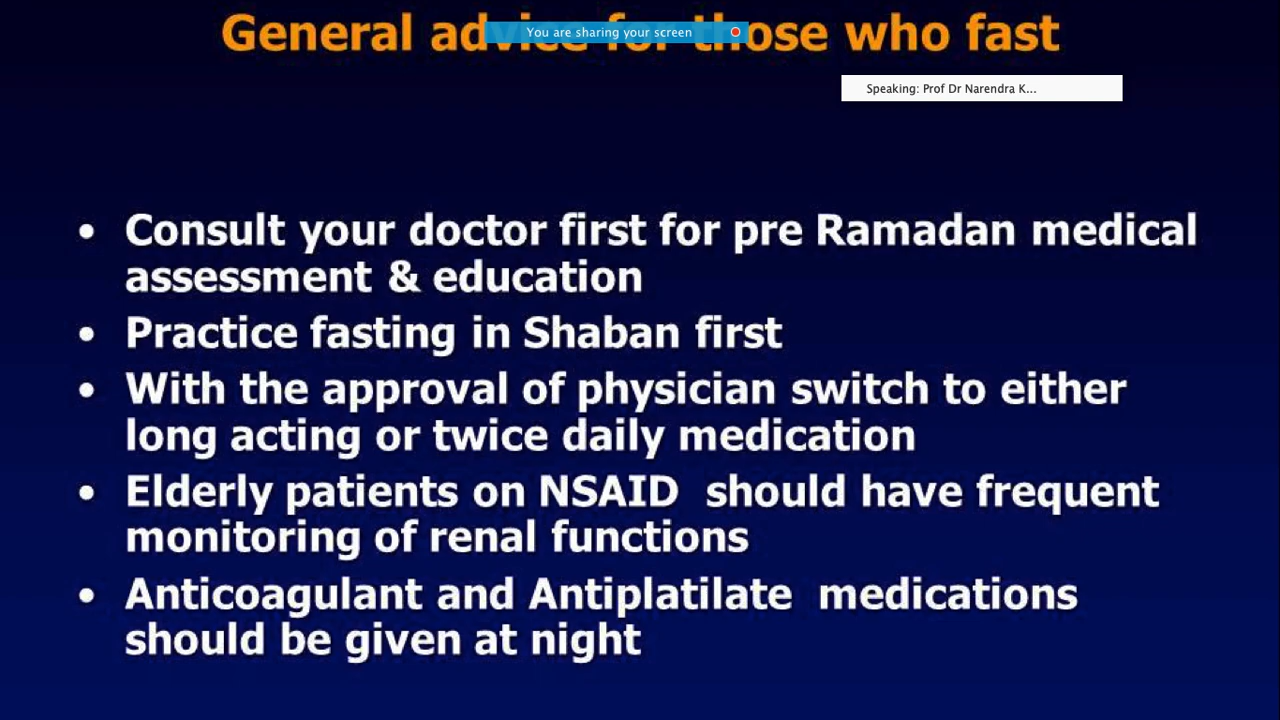 General advice for those who fast
You are sharing your screen
Speaking: Prof Dr Narendra K...
• Consult your doctor first for pre Ramadan medical
assessment & education
• Practice fasting in Shaban first
• With the approval of physician switch to either
long acting or twice daily medication
• Elderly patients on NSAID should have frequent
monitoring of renal functions
• Anticoagulant and Antiplatilate medications
should be given at night